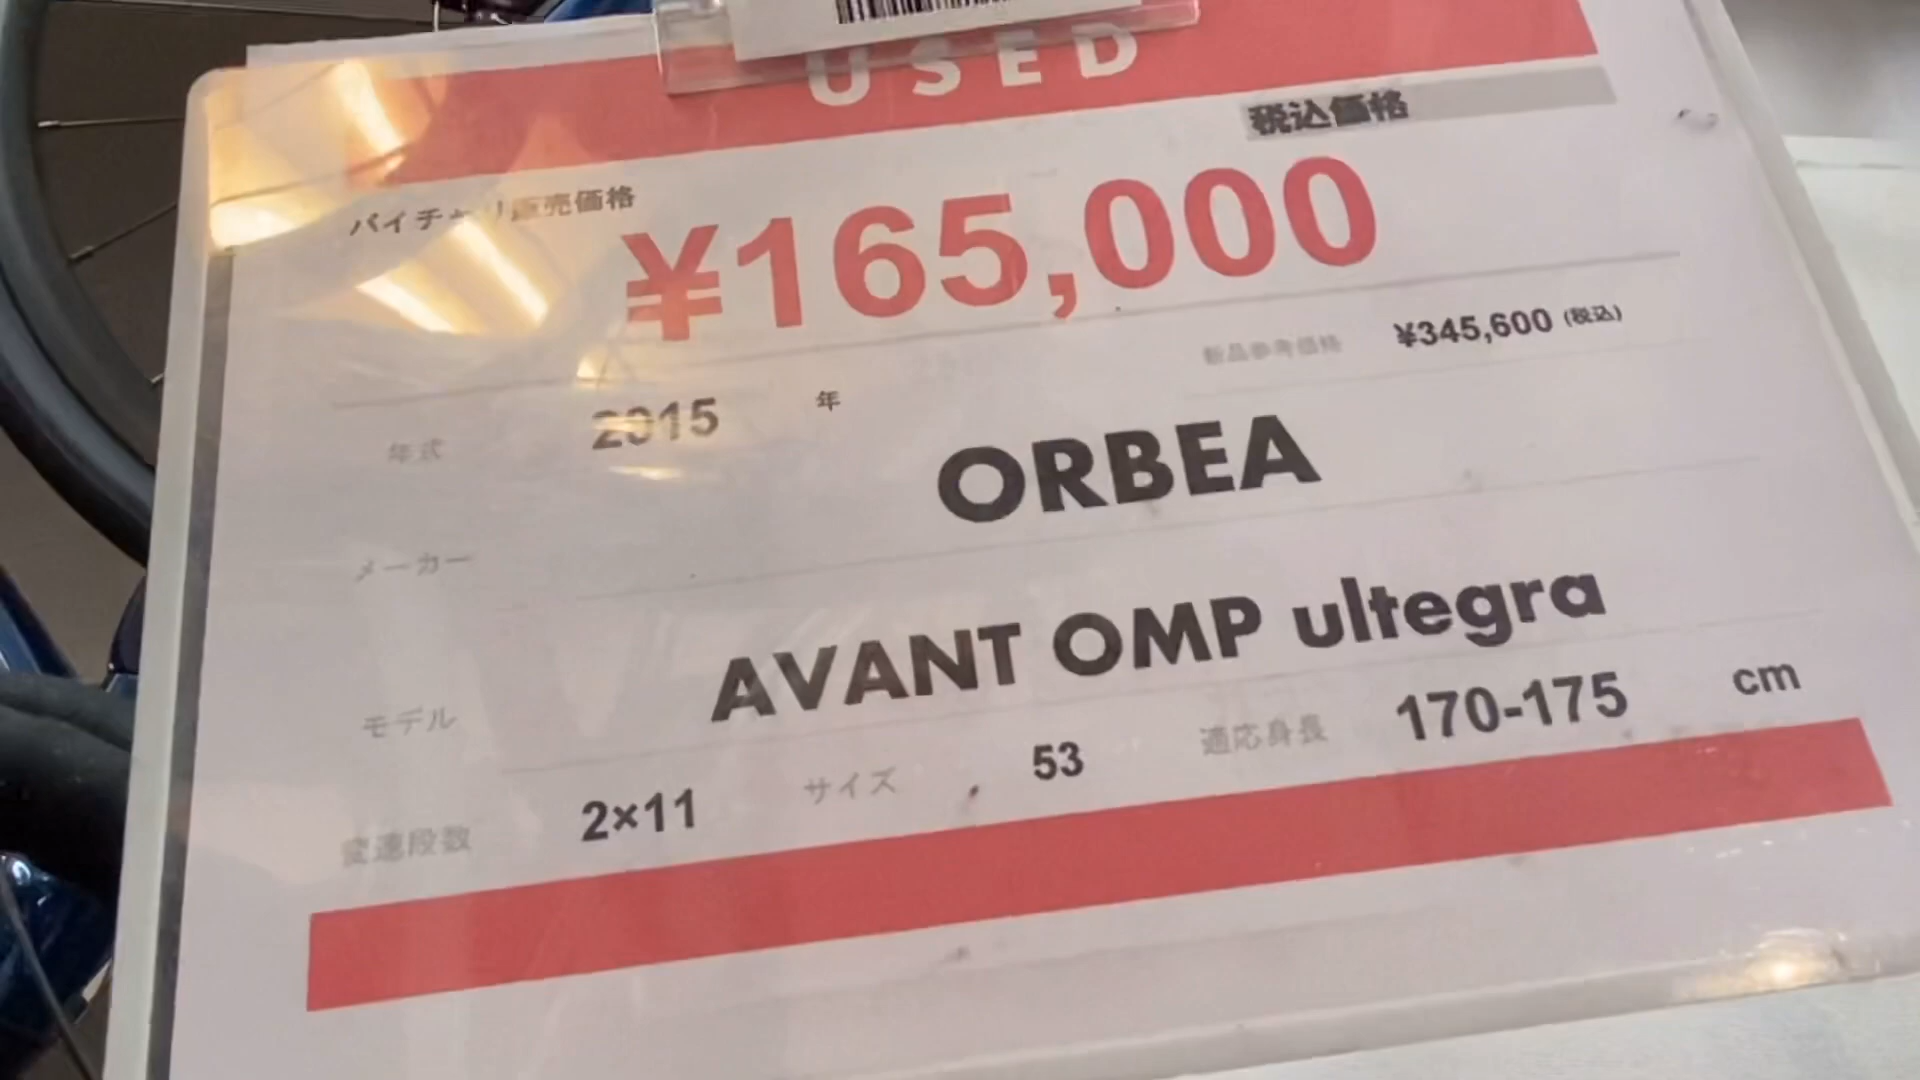 USED
税込価格
バイチャリ販売価格
¥165,000
新品参考価格 ¥345,600 (税込)
年式 2015 年
メーカー ORBEA
モデル AVANT OMP ultegra
変速段数 2×11 サイズ 53 適応身長 170-175 cm